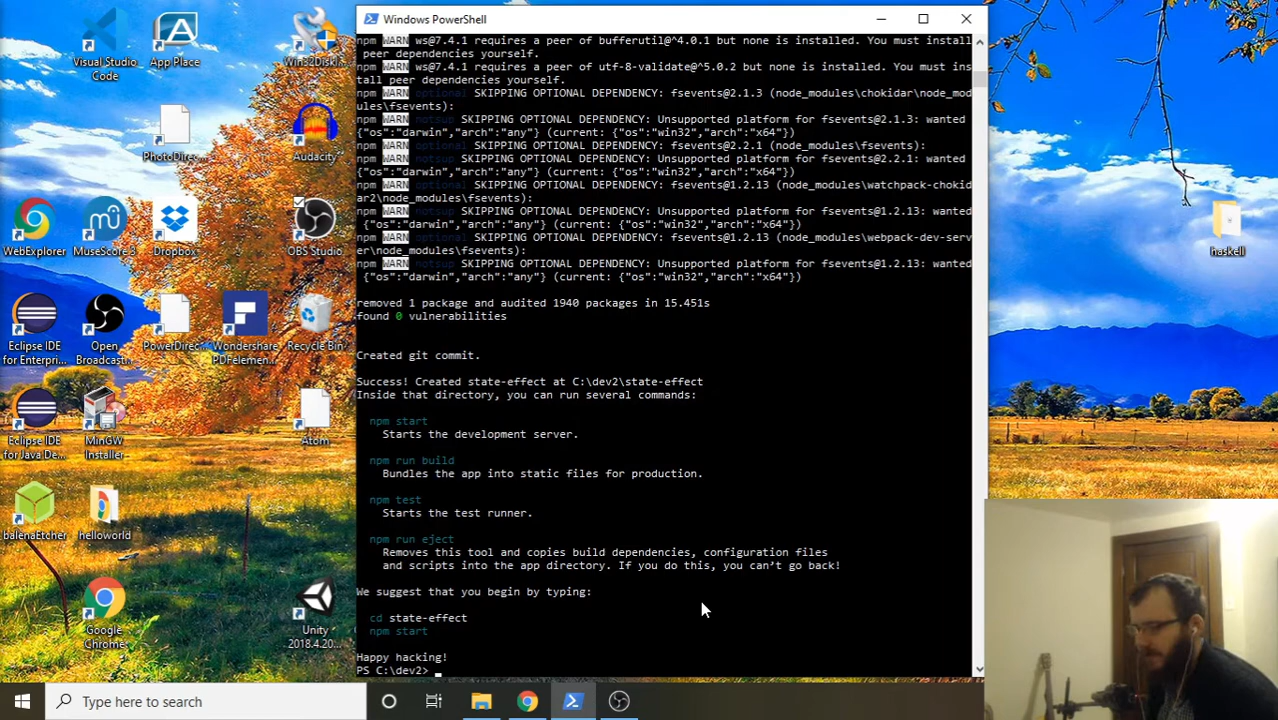 Visual Studio
Code
App Place
Win32Diskl...
PhotoDirec...
Audacity
WebExplorer
MuseScore 3
Dropbox
OBS Studio
Eclipse IDE
for Enterpri...
Open
Broadcast...
PowerDirec...
Wondershare
PDFelemen...
Recycle Bin
Eclipse IDE
for Java De...
MinGW
Installer
Atom
balenaEtcher
helloworld
Google
Chrome
Unity
2018.4.20...
haskell
Windows PowerShell
npm WARN ws@7.4.1 requires a peer of bufferutil@^4.0.1 but none is installed. You must install
 peer dependencies yourself.
npm WARN ws@7.4.1 requires a peer of utf-8-validate@^5.0.2 but none is installed. You must ins
tall peer dependencies yourself.
npm WARN optional SKIPPING OPTIONAL DEPENDENCY: fsevents@2.1.3 (node_modules\chokidar\node_mod
ules\fsevents):
npm WARN notsup SKIPPING OPTIONAL DEPENDENCY: Unsupported platform for fsevents@2.1.3: wanted
{"os":"darwin","arch":"any"} (current: {"os":"win32","arch":"x64"})
npm WARN optional SKIPPING OPTIONAL DEPENDENCY: fsevents@2.2.1 (node_modules\fsevents):
npm WARN notsup SKIPPING OPTIONAL DEPENDENCY: Unsupported platform for fsevents@2.2.1: wanted
{"os":"darwin","arch":"any"} (current: {"os":"win32","arch":"x64"})
npm WARN optional SKIPPING OPTIONAL DEPENDENCY: fsevents@1.2.13 (node_modules\watchpack-chokid
ar2\node_modules\fsevents):
npm WARN notsup SKIPPING OPTIONAL DEPENDENCY: Unsupported platform for fsevents@1.2.13: wanted
 {"os":"darwin","arch":"any"} (current: {"os":"win32","arch":"x64"})
npm WARN optional SKIPPING OPTIONAL DEPENDENCY: fsevents@1.2.13 (node_modules\webpack-dev-serv
er\node_modules\fsevents):
npm WARN notsup SKIPPING OPTIONAL DEPENDENCY: Unsupported platform for fsevents@1.2.13: wanted
 {"os":"darwin","arch":"any"} (current: {"os":"win32","arch":"x64"})
removed 1 package and audited 1940 packages in 15.451s
found 0 vulnerabilities
Created git commit.
Success! Created state-effect at C:\dev2\state-effect
Inside that directory, you can run several commands:
npm start
Starts the development server.
npm run build
Bundles the app into static files for production.
npm test
Starts the test runner.
npm run eject
Removes this tool and copies build dependencies, configuration files
and scripts into the app directory. If you do this, you can't go back!
We suggest that you begin by typing:
cd state-effect
npm start
Happy hacking!
PS C:\dev2>
Type here to search